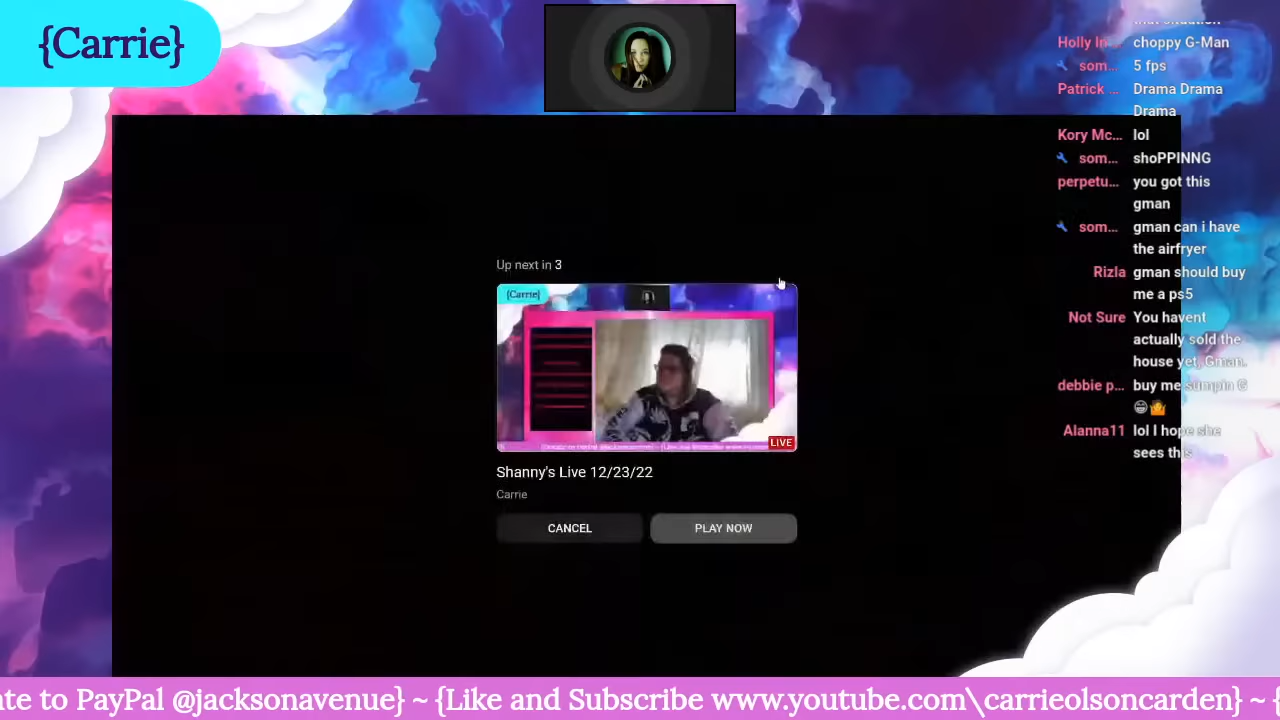 {Carrie}
Holly In... choppy G-Man
som... 5 fps
Patrick ... Drama Drama
Drama
Kory Mc... lol
som... shoPPINNG
perpetu... you got this
gman
som... gman can i have
the airfryer
Rizla gman should buy
me a ps5
Not Sure You havent
actually sold the
house yet, Gman.
debbie p... buy me sumpin G
😁🤷
Alanna11 lol I hope she
sees this
Up next in 3
{Carrie}
LIVE
Shanny's Live 12/23/22
Carrie
CANCEL
PLAY NOW
ate to PayPal @jacksonavenue} ~ {Like and Subscribe www.youtube.com\carrieolsoncarden} ~ {